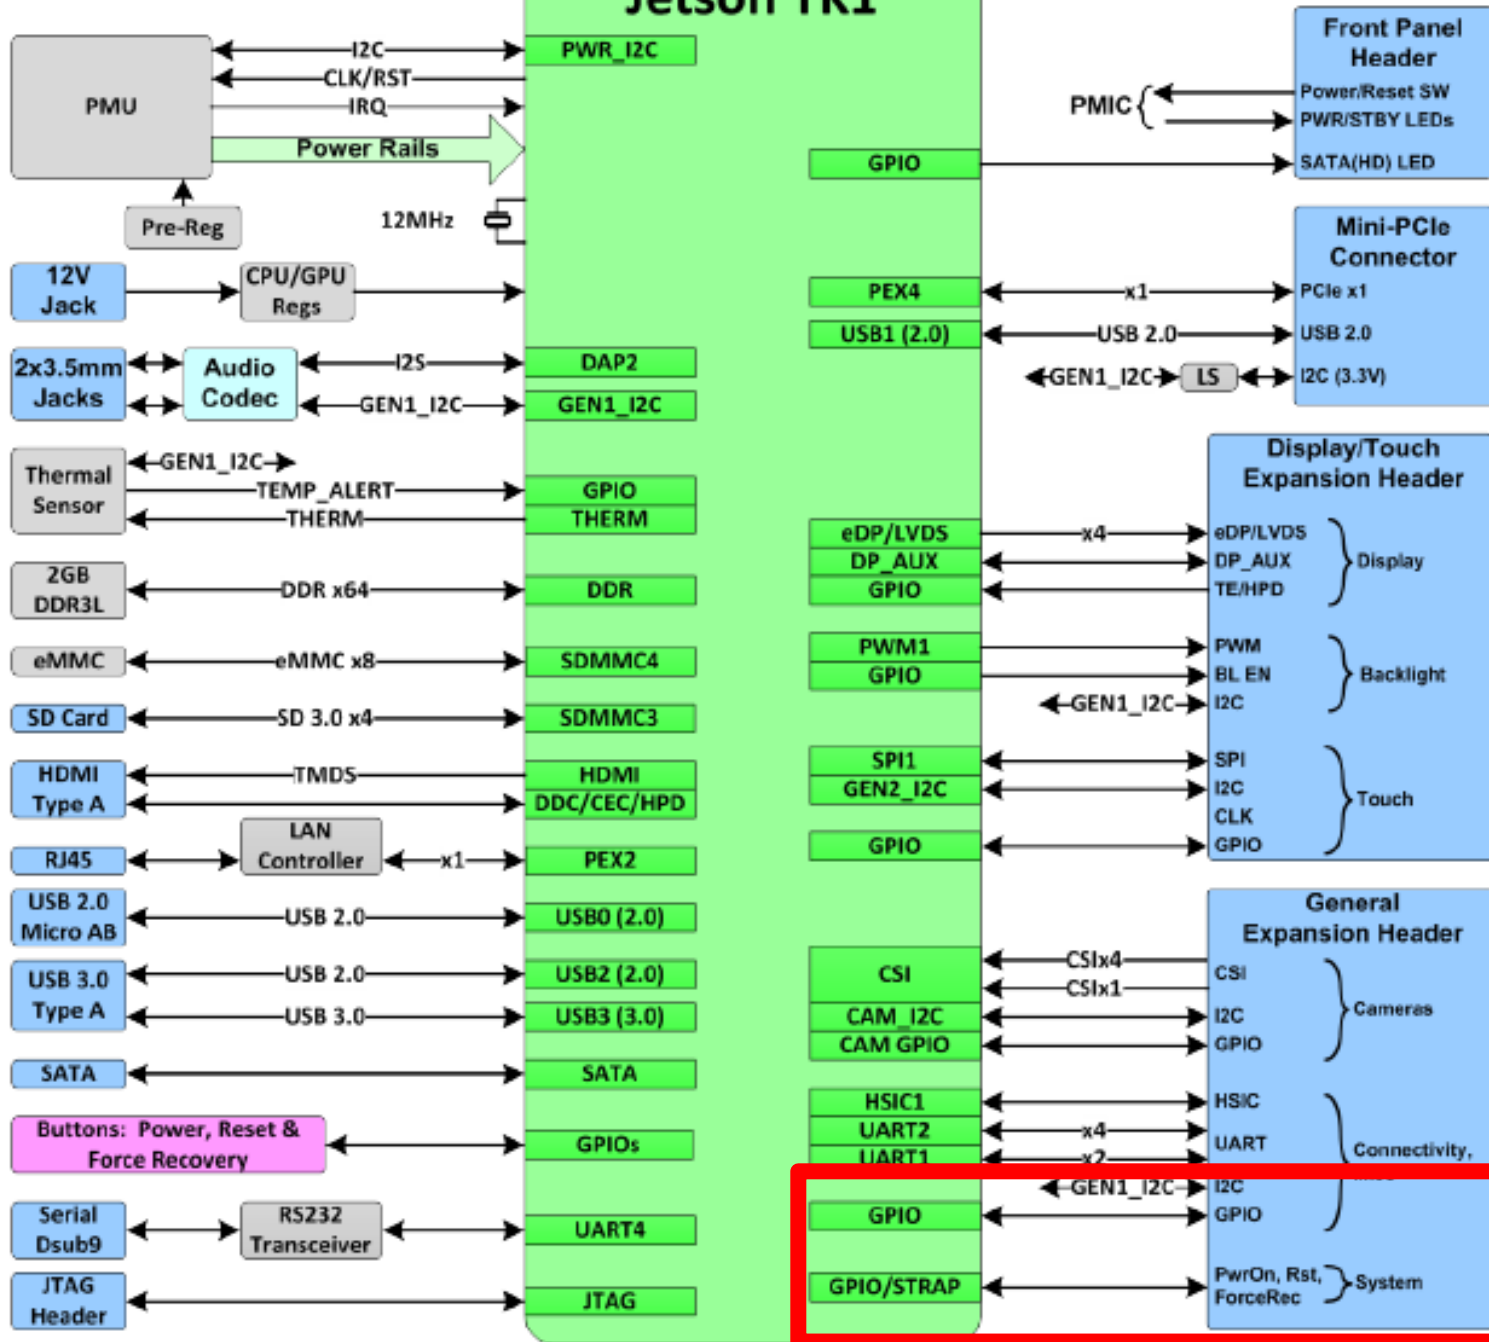 Jetson TK1
PMU
I2C
CLK/RST
IRQ
Power Rails
Pre-Reg
12MHz
12V
Jack
CPU/GPU
Regs
2x3.5mm
Jacks
Audio
Codec
I2S
GEN1_I2C
Thermal
Sensor
GEN1_I2C
TEMP_ALERT
THERM
2GB
DDR3L
DDR x64
eMMC
eMMC x8
SD Card
SD 3.0 x4
HDMI
Type A
TMDS
LAN
Controller
RJ45
x1
USB 2.0
Micro AB
USB 2.0
USB 3.0
Type A
USB 2.0
USB 3.0
SATA
Buttons: Power, Reset &
Force Recovery
Serial
Dsub9
RS232
Transceiver
JTAG
Header
PWR_I2C
DAP2
GEN1_I2C
GPIO
THERM
DDR
SDMMC4
SDMMC3
HDMI
DDC/CEC/HPD
PEX2
USB0 (2.0)
USB2 (2.0)
USB3 (3.0)
SATA
GPIOs
UART4
JTAG
GPIO
PEX4
USB1 (2.0)
eDP/LVDS
DP_AUX
GPIO
PWM1
GPIO
SPI1
GEN2_I2C
GPIO
CSI
CAM_I2C
CAM GPIO
HSIC1
UART2
UART1
GPIO
GPIO/STRAP
Front Panel
Header
PMIC
Power/Reset SW
PWR/STBY LEDs
SATA(HD) LED
Mini-PCIe
Connector
x1
PCIe x1
USB 2.0
USB 2.0
GEN1_I2C
LS
I2C (3.3V)
Display/Touch
Expansion Header
x4
eDP/LVDS
DP_AUX
TE/HPD
Display
PWM
BL EN
GEN1_I2C
I2C
Backlight
SPI
I2C
CLK
GPIO
Touch
General
Expansion Header
CSIx4
CSIx1
CSI
I2C
GPIO
Cameras
HSIC
x4
UART
x2
Connectivity,
GEN1_I2C
I2C
GPIO
PwrOn, Rst,
ForceRec
System